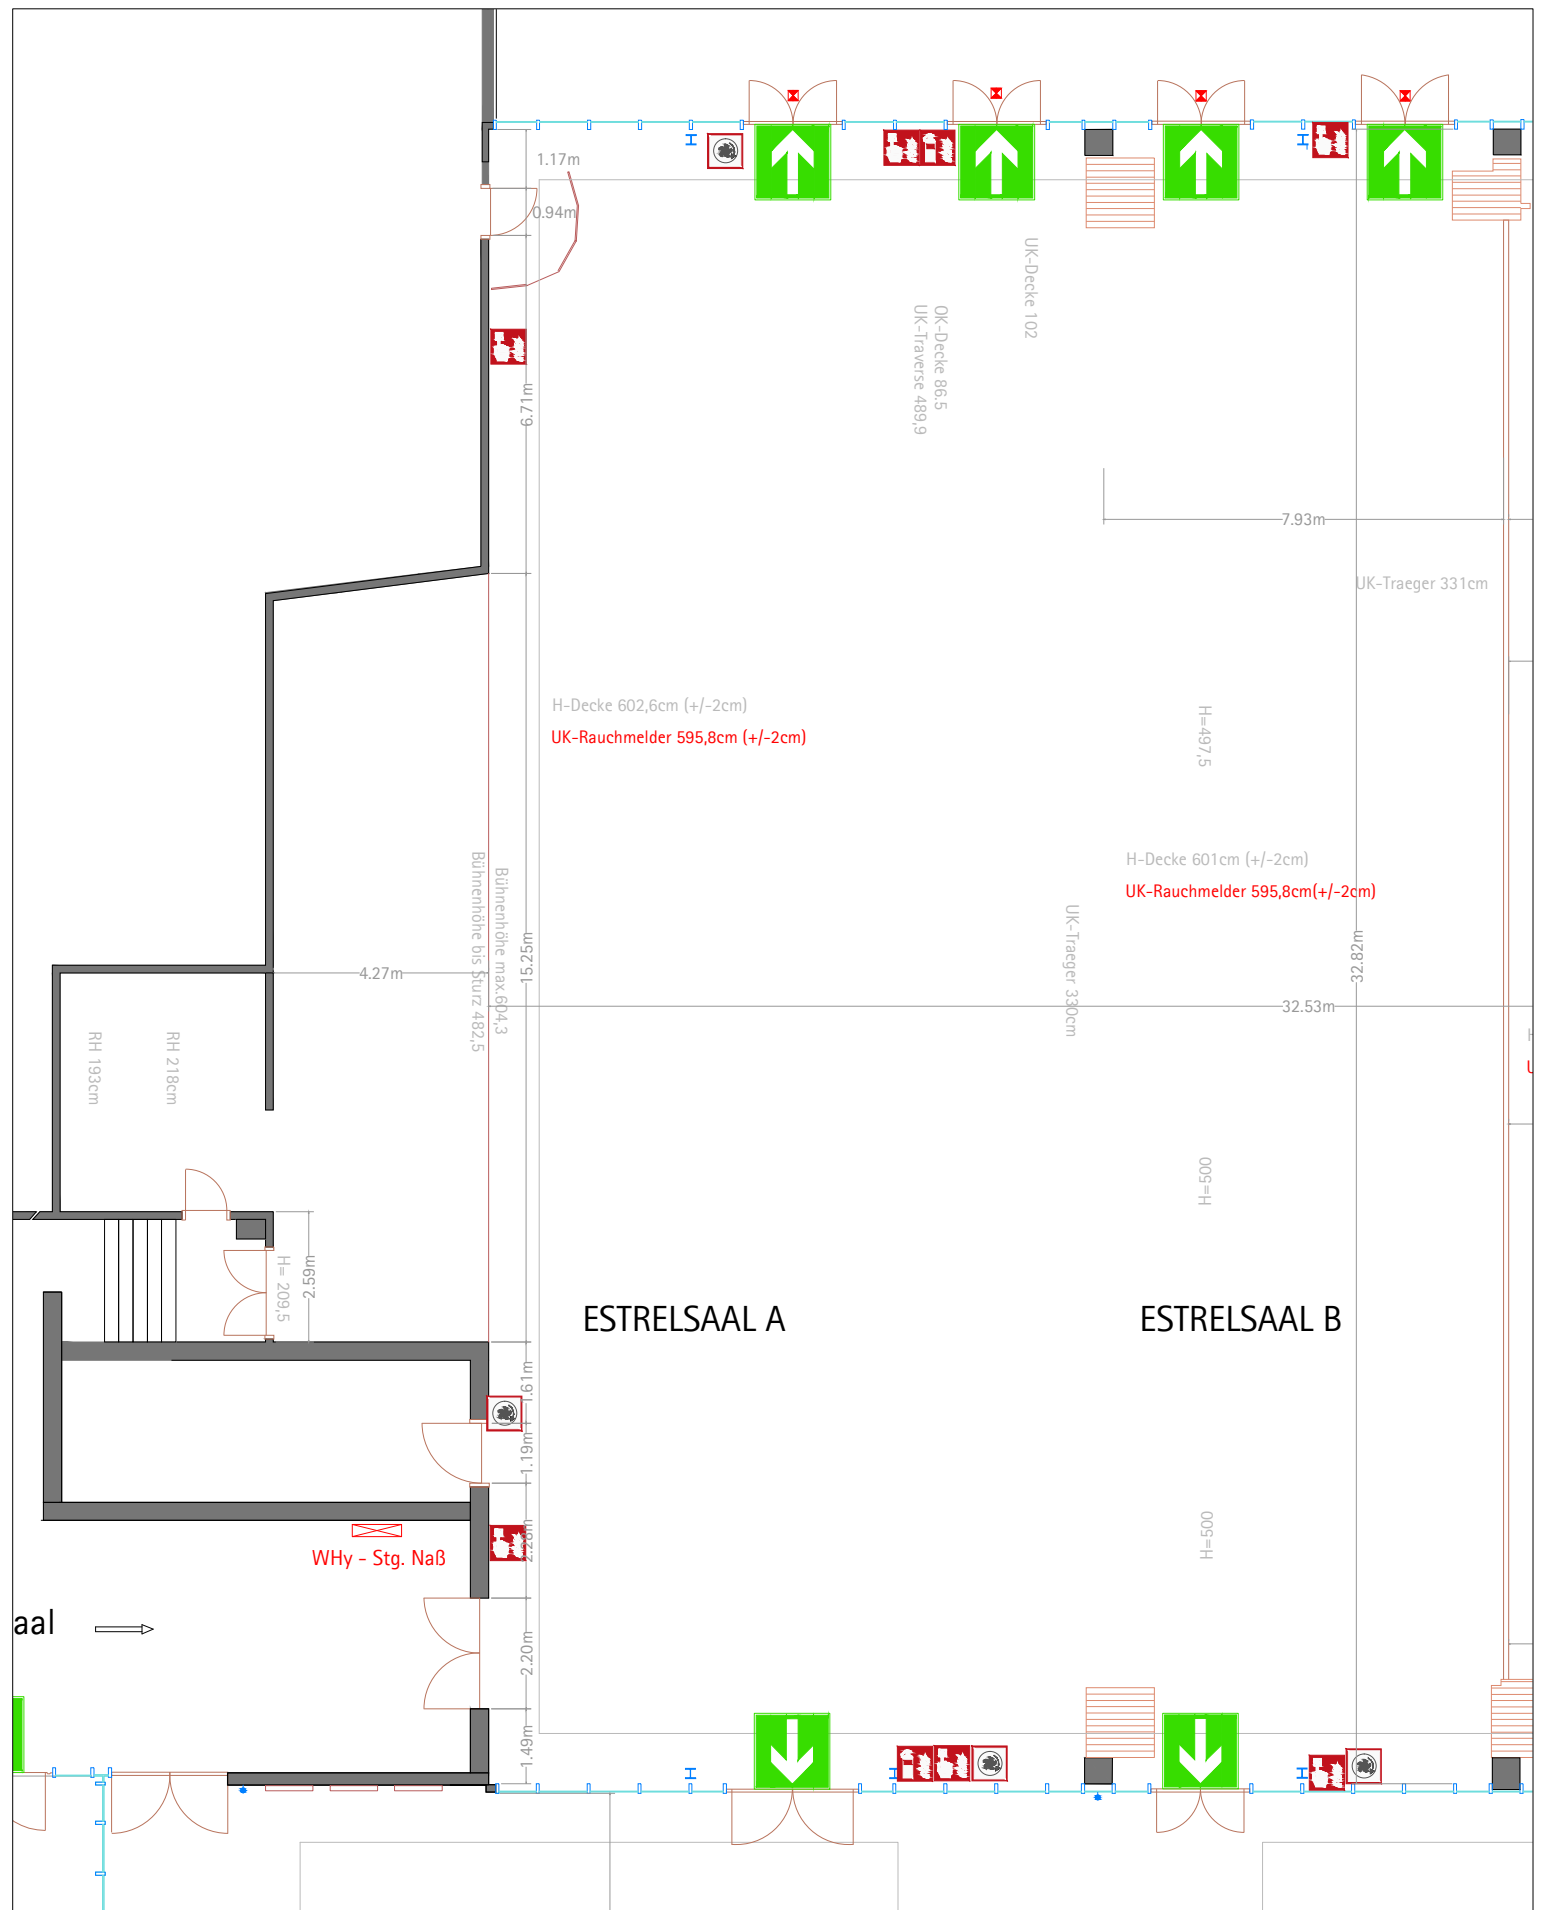 1.17m
0.94m
UK-Decke 102
OK-Decke 86.5
UK-Traverse 489,9
6.71m
7.93m
UK-Traeger 331cm
H-Decke 602,6cm (+/-2cm)
UK-Rauchmelder 595,8cm (+/-2cm)
H=497,5
H-Decke 601cm (+/-2cm)
UK-Rauchmelder 595,8cm(+/-2cm)
Bühnenhöhe max.604,3
Bühnenhöhe bis Sturz 482,5
15.25m
UK-Traeger 330cm
32.82m
4.27m
32.53m
RH 193cm
RH 218cm
H=500
H= 209,5
2.59m
ESTRELSAAL A
ESTRELSAAL B
1.61m
1.19m
2.28m
H=500
WHy - Stg. Naß
aal
2.20m
1.49m